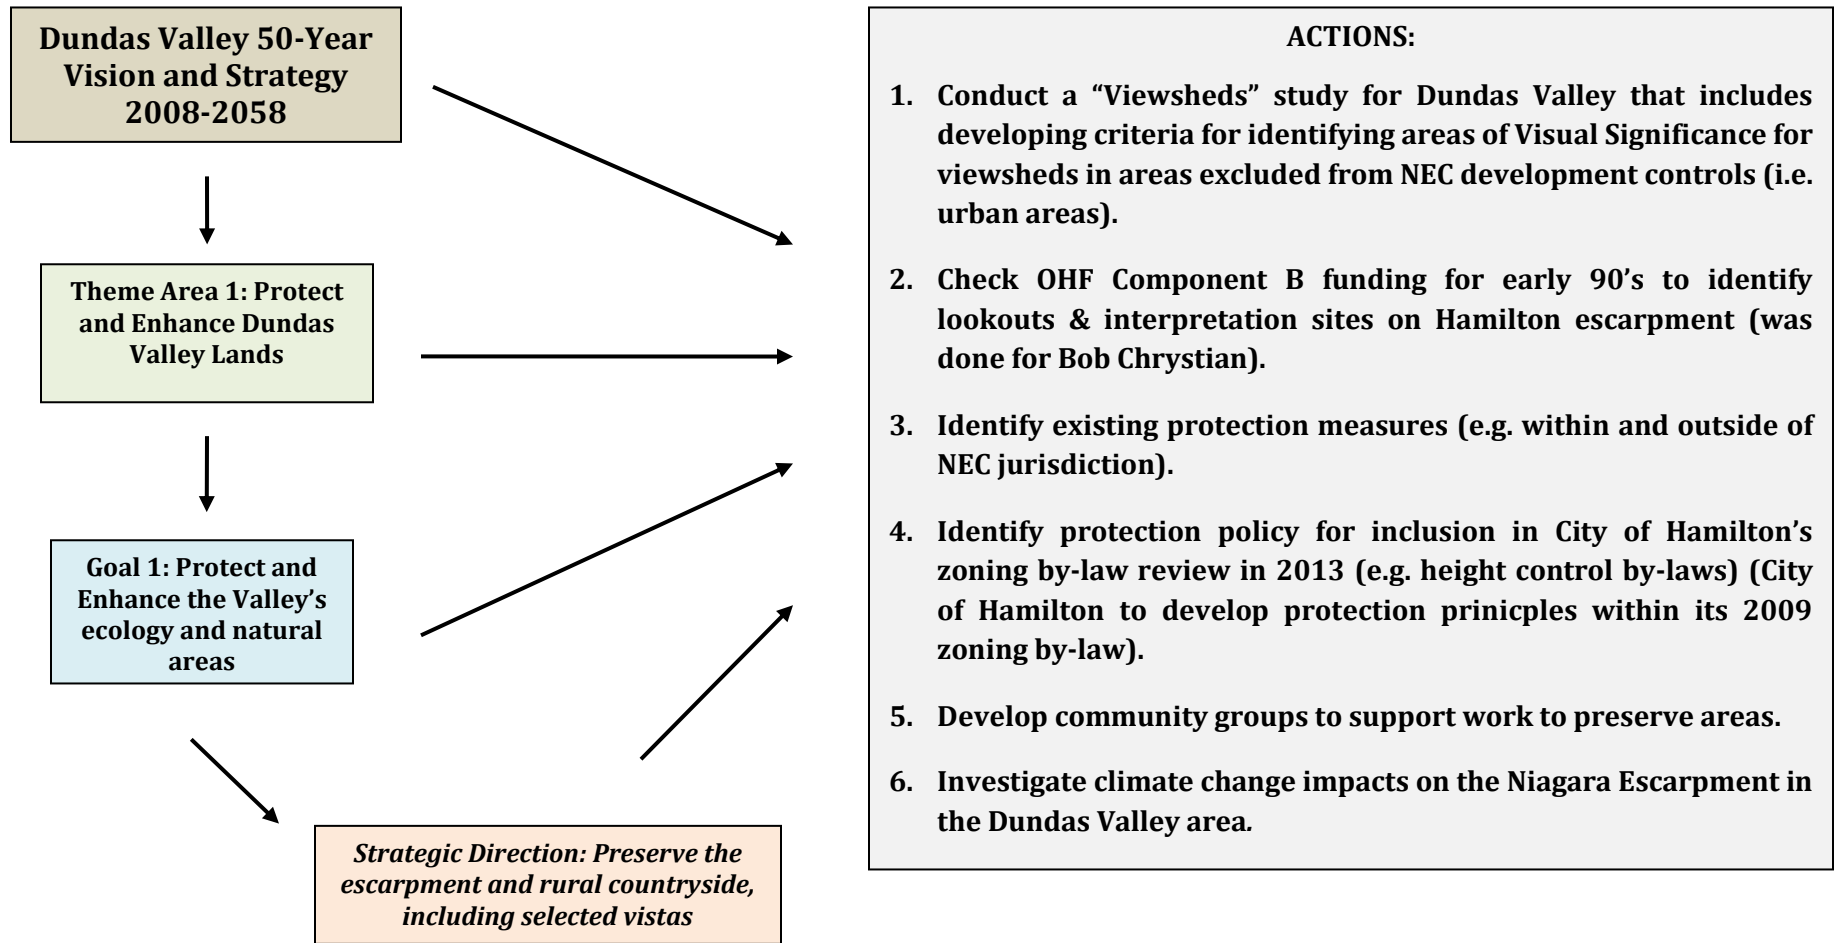 Dundas Valley 50-Year
Vision and Strategy
2008-2058
Theme Area 1: Protect
and Enhance Dundas
Valley Lands
Goal 1: Protect and
Enhance the Valley’s
ecology and natural
areas
Strategic Direction: Preserve the
escarpment and rural countryside,
including selected vistas
ACTIONS:
1. Conduct a “Viewsheds” study for Dundas Valley that includes
developing criteria for identifying areas of Visual Significance for
viewsheds in areas excluded from NEC development controls (i.e.
urban areas).
2. Check OHF Component B funding for early 90’s to identify
lookouts & interpretation sites on Hamilton escarpment (was
done for Bob Chrystian).
3. Identify existing protection measures (e.g. within and outside of
NEC jurisdiction).
4. Identify protection policy for inclusion in City of Hamilton’s
zoning by-law review in 2013 (e.g. height control by-laws) (City
of Hamilton to develop protection prinicples within its 2009
zoning by-law).
5. Develop community groups to support work to preserve areas.
6. Investigate climate change impacts on the Niagara Escarpment in
the Dundas Valley area.